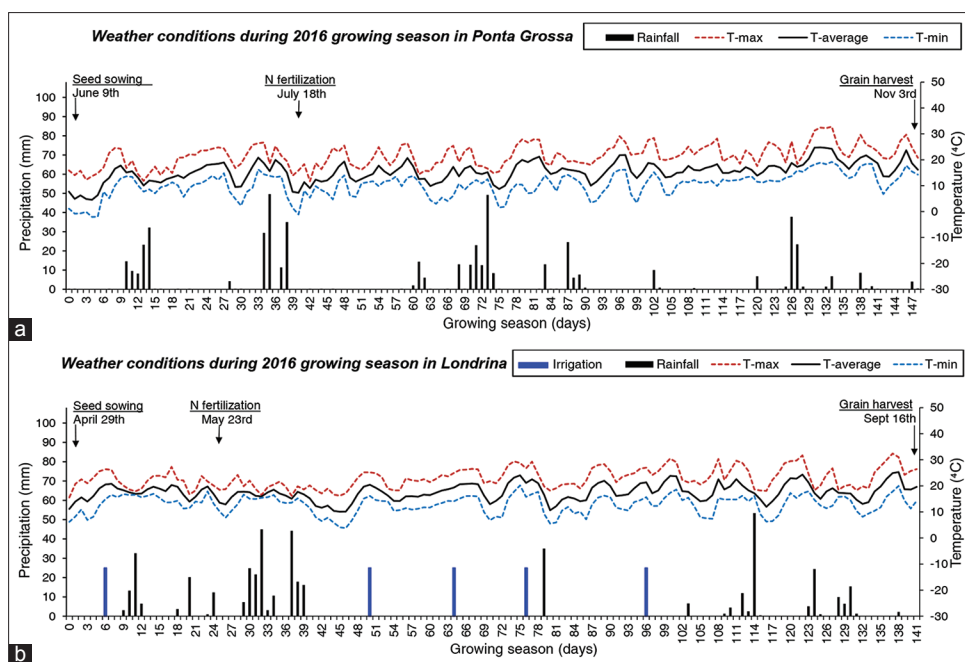 Weather conditions during 2016 growing season in Ponta Grossa
Rainfall T-max T-average T-min
Seed sowing
June 9th
N fertilization
July 18th
Grain harvest
Nov 3rd
Precipitation (mm)
100
90
80
70
60
50
40
30
20
10
0
50
40
30
20
10
0
-10
-20
-30
Temperature (⁴C)
0 3 6 9 12 15 18 21 24 27 30 33 36 39 42 45 48 51 54 57 60 63 66 69 72 75 78 81 84 87 90 93 96 99 102 105 108 111 114 117 120 123 126 129 132 135 138 141 144 147
Growing season (days)
a
Weather conditions during 2016 growing season in Londrina
Irrigation Rainfall T-max T-average T-min
Seed sowing
April 29th
N fertilization
May 23rd
Grain harvest
Sept 16th
Precipitation (mm)
100
90
80
70
60
50
40
30
20
10
0
50
40
30
20
10
0
-10
-20
-30
Temperature (⁴C)
0 3 6 9 12 15 18 21 24 27 30 33 36 39 42 45 48 51 54 57 60 63 66 69 72 75 78 81 84 87 90 93 96 99 102 105 108 111 114 117 120 123 126 129 132 135 138 141
Growing season (days)
b